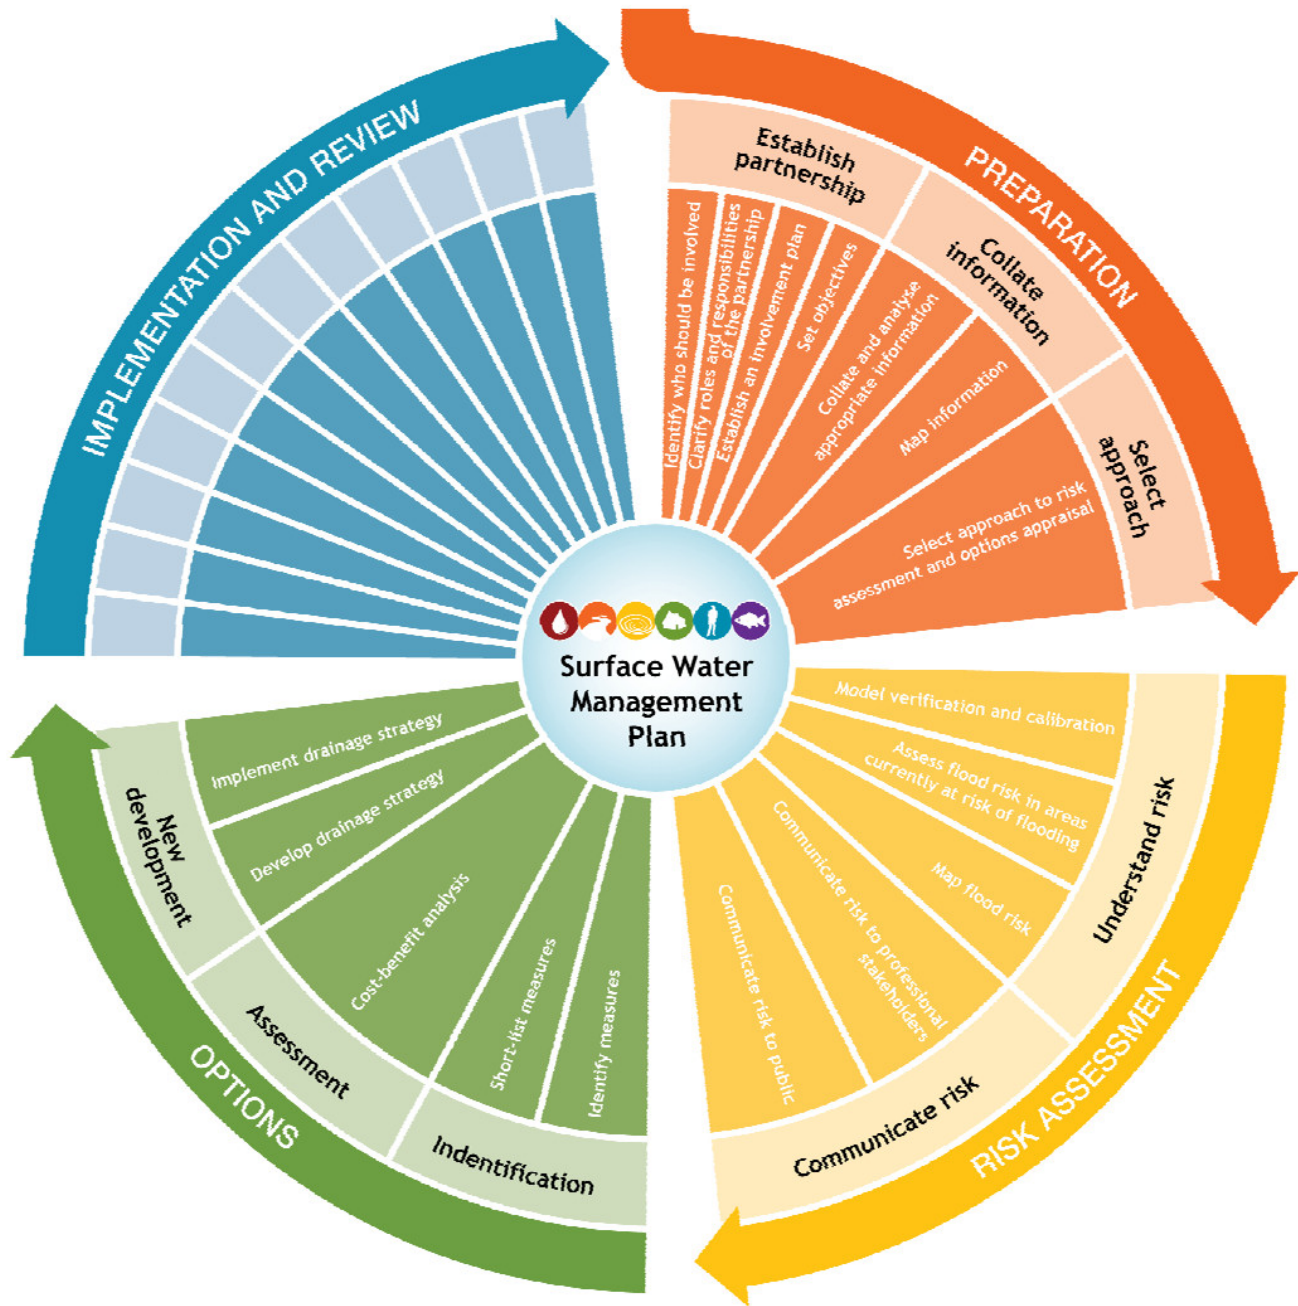 PREPARATION
Establish
partnership
Identify who should be involved
Clarify roles and responsibilities
of the partnership
Establish an involvement plan
Set objectives
Collate
information
Collate and analyse
appropriate information
Map information
Select
approach
Select approach to risk
assessment and options appraisal
RISK ASSESSMENT
Understand risk
Model verification and calibration
Assess flood risk in areas
currently at risk of flooding
Map flood risk
Communicate risk
Communicate risk to professional
stakeholders
Communicate risk to public
OPTIONS
Indentification
Identify measures
Short-list measures
Assessment
Cost-benefit analysis
New
development
Develop drainage strategy
Implement drainage strategy
IMPLEMENTATION AND REVIEW
Surface Water
Management
Plan